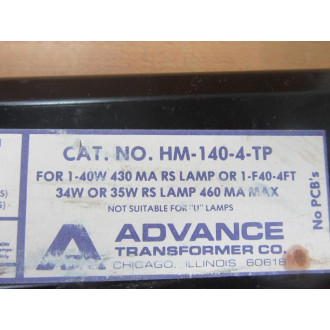 CAT. NO. HM-140-4-TP
FOR 1-40W 430 MA RS LAMP OR 1-F40-4FT
34W OR 35W RS LAMP 460 MA MAX
NOT SUITABLE FOR "U" LAMPS
ADVANCE
TRANSFORMER CO.
CHICAGO, ILLINOIS 60618
No PCB's